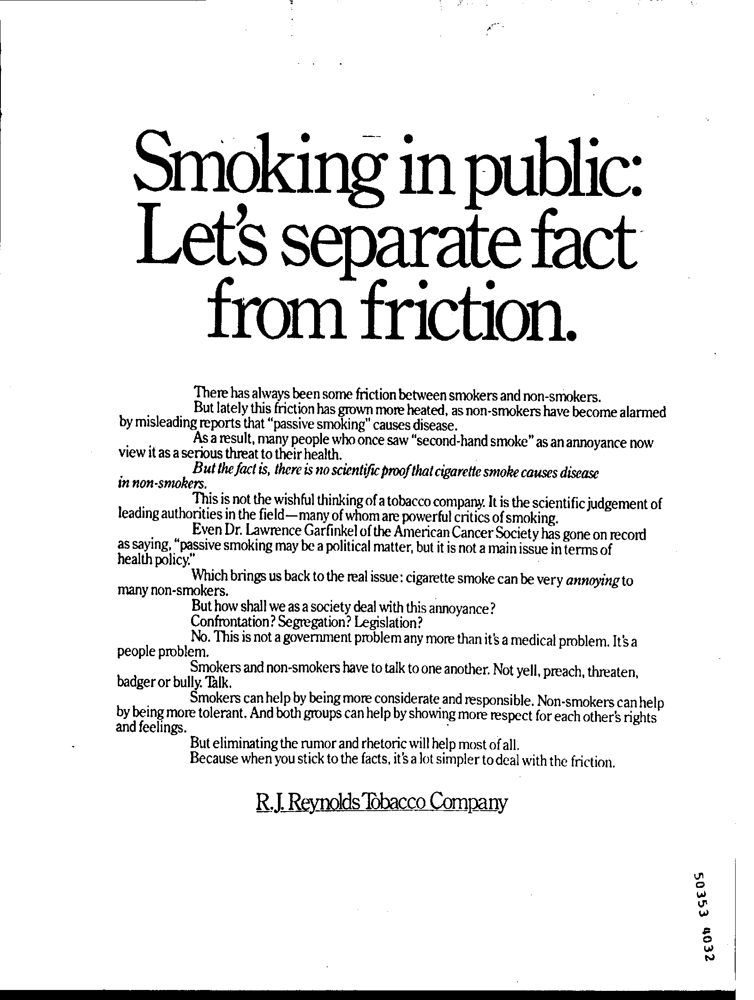 Smoking in public:
Let's separate fact
from friction.
There has always been some friction between smokers and non-smokers.
But lately this friction has grown more heated, as non-smokers have become alarmed
by misleading reports that "passive smoking" causes disease.
As a result, many people who once saw "second-hand smoke" as an annoyance now
view it as a serious threat to their health.
But the fact is, there is no scientific proof that cigarette smoke causes disease
in non-smokers.
This is not the wishful thinking of a tobacco company. It is the scientific judgement of
leading authorities in the field—many of whom are powerful critics of smoking.
Even Dr. Lawrence Garfinkel of the American Cancer Society has gone on record
as saying, "passive smoking may be a political matter, but it is not a main issue in terms of
health policy."
Which brings us back to the real issue: cigarette smoke can be very annoying to
many non-smokers.
But how shall we as a society deal with this annoyance?
Confrontation? Segregation? Legislation?
No. This is not a government problem any more than it's a medical problem. It's a
people problem.
Smokers and non-smokers have to talk to one another. Not yell, preach, threaten,
badger or bully. Talk.
Smokers can help by being more considerate and responsible. Non-smokers can help
by being more tolerant. And both groups can help by showing more respect for each other's rights
and feelings.
But eliminating the rumor and rhetoric will help most of all.
Because when you stick to the facts, it's a lot simpler to deal with the friction.
R.J. Reynolds Tobacco Company
50353 4032